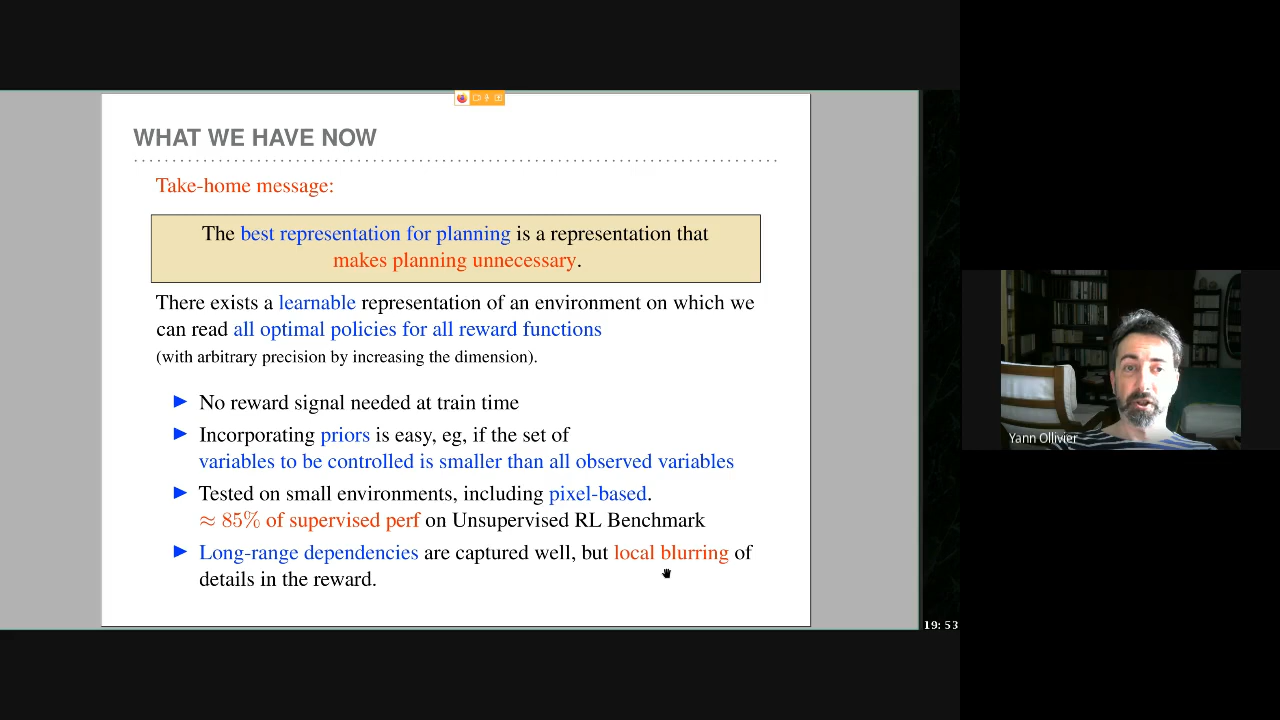 WHAT WE HAVE NOW
Take-home message:
The best representation for planning is a representation that
makes planning unnecessary.
There exists a learnable representation of an environment on which we
can read all optimal policies for all reward functions
(with arbitrary precision by increasing the dimension).
▶ No reward signal needed at train time
▶ Incorporating priors is easy, eg, if the set of
variables to be controlled is smaller than all observed variables
▶ Tested on small environments, including pixel-based.
≈ 85% of supervised perf on Unsupervised RL Benchmark
▶ Long-range dependencies are captured well, but local blurring of
details in the reward.
19:53
Yann Ollivier